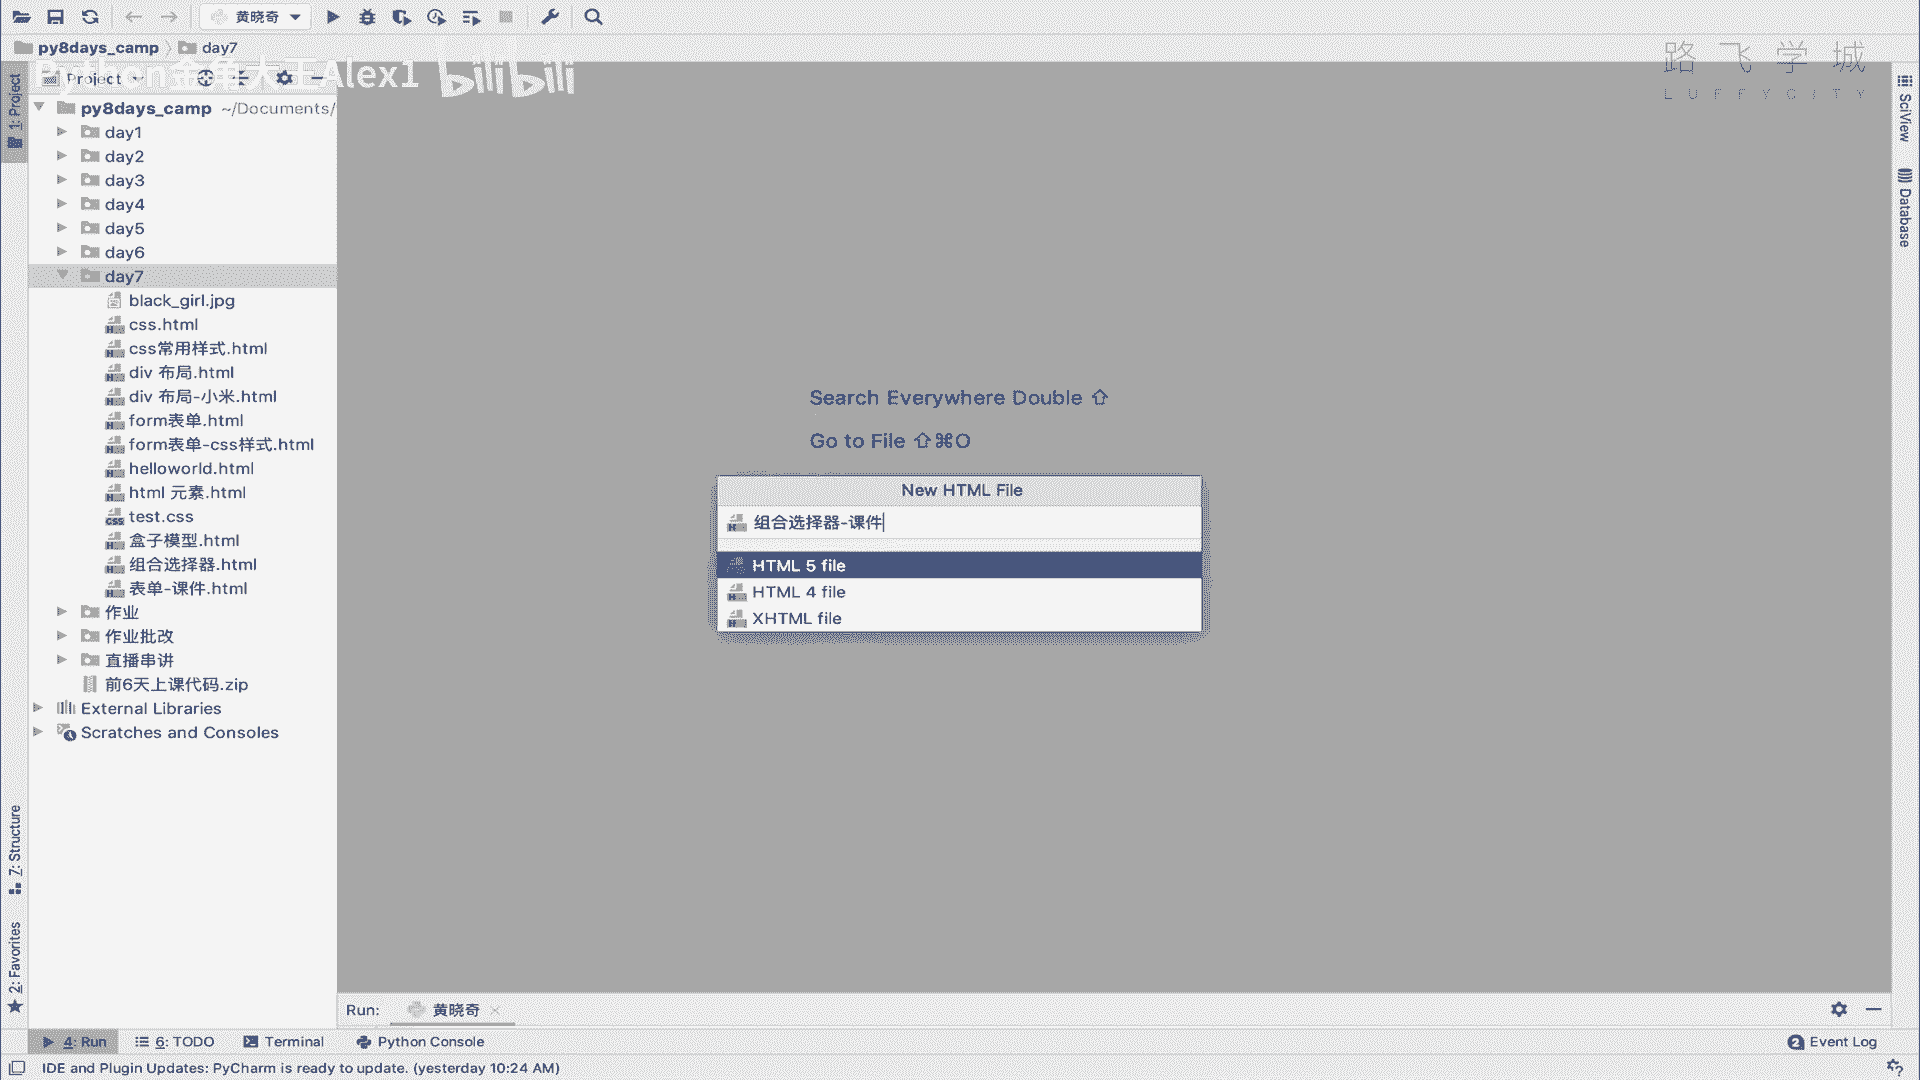 黄晓奇
py8days_camp
day7
路飞学城
LUFFYCITY
Python金角大王Alex1 bilibili
Project
1: Project
py8days_camp ~/Documents/
day1
day2
day3
day4
day5
day6
day7
black_girl.jpg
css.html
css常用样式.html
div 布局.html
div 布局-小米.html
form表单.html
form表单-css样式.html
helloworld.html
html 元素.html
test.css
盒子模型.html
组合选择器.html
表单-课件.html
作业
作业批改
直播串讲
前6天上课代码.zip
External Libraries
Scratches and Consoles
7: Structure
2: Favorites
Search Everywhere Double ⇧
Go to File ⇧⌘O
New HTML File
组合选择器-课件
HTML 5 file
HTML 4 file
XHTML file
SciView
Database
Run: 黄晓奇
4: Run
6: TODO
Terminal
Python Console
2 Event Log
IDE and Plugin Updates: PyCharm is ready to update. (yesterday 10:24 AM)